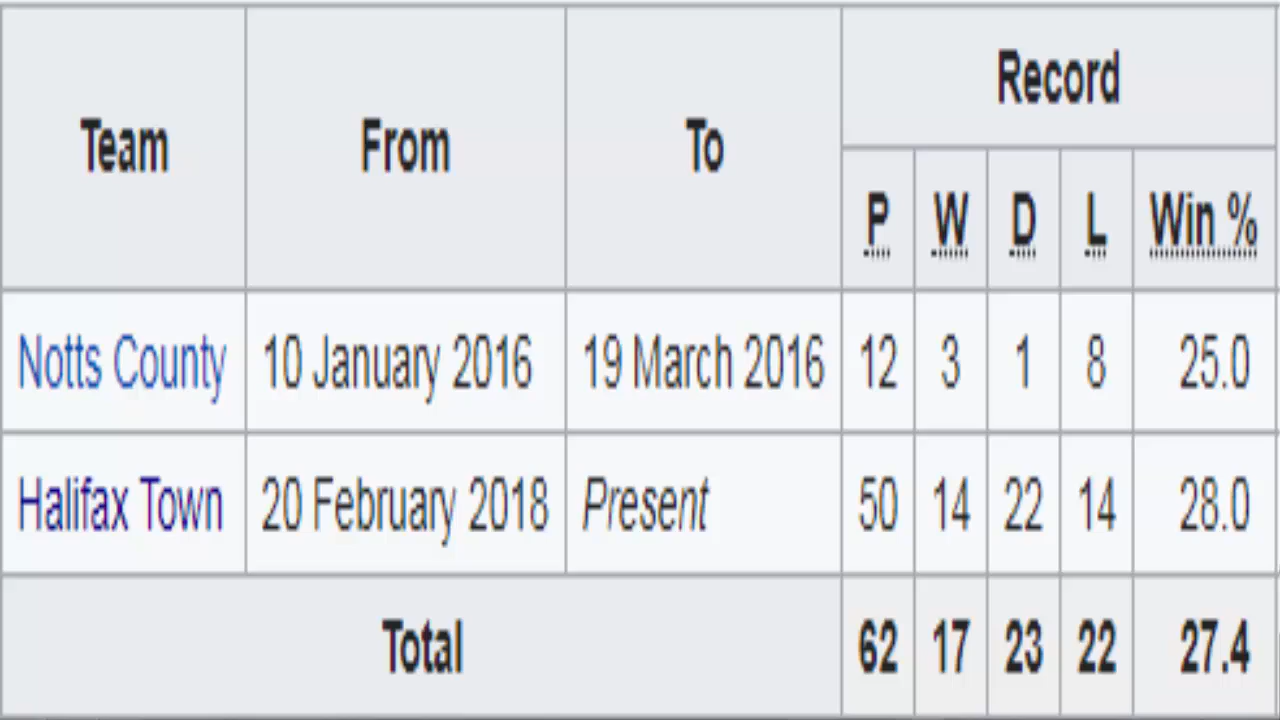 Team From To Record
P W D L Win %
Notts County 10 January 2016 19 March 2016 12 3 1 8 25.0
Halifax Town 20 February 2018 Present 50 14 22 14 28.0
Total 62 17 23 22 27.4